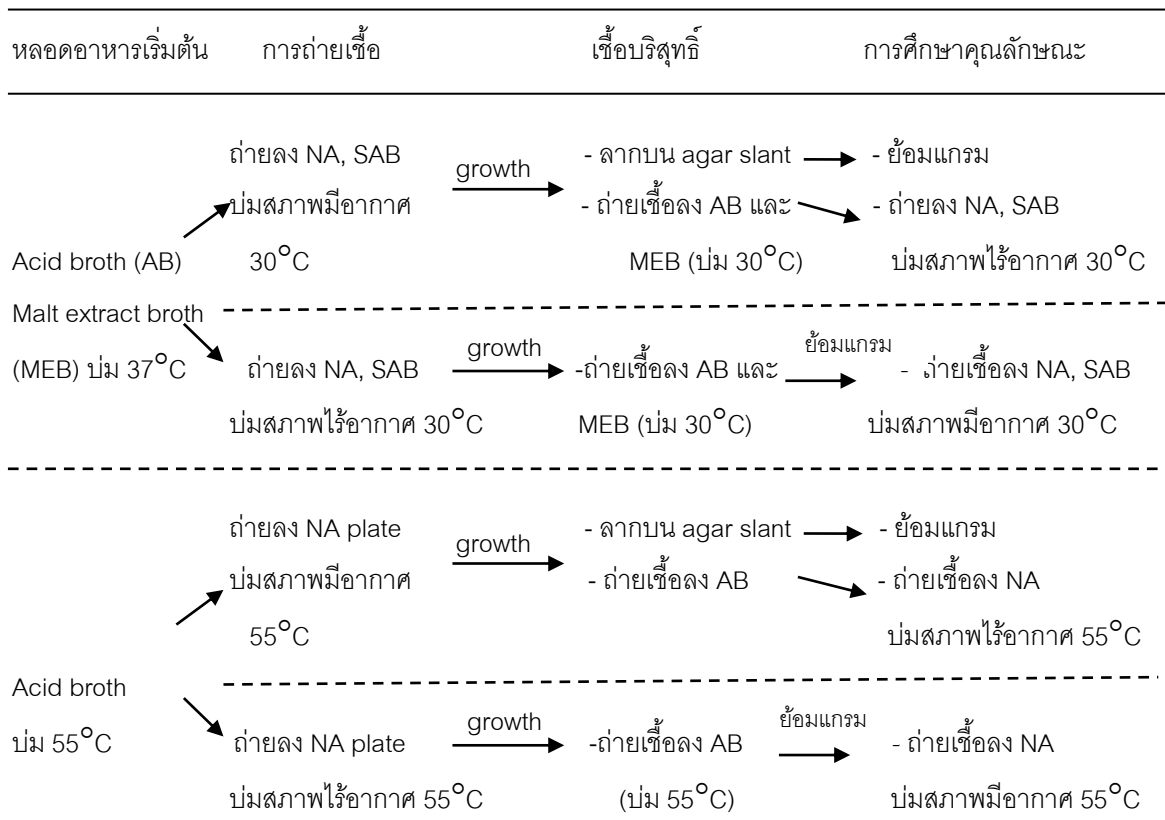 หลอดอาหารเริ่มต้น การถ่ายเชื้อ เชื้อบริสุทธิ์ การศึกษาคุณลักษณะ
ถ่ายลง NA, SAB growth - ลากบน agar slant - ย้อมแกรม
บ่มสภาพมีอากาศ - ถ่ายเชื้อลง AB และ - ถ่ายลง NA, SAB
Acid broth (AB) 30°C MEB (บ่ม 30°C) บ่มสภาพไร้อากาศ 30°C
Malt extract broth
(MEB) บ่ม 37°C ถ่ายลง NA, SAB growth -ถ่ายเชื้อลง AB และ ย้อมแกรม - ถ่ายเชื้อลง NA, SAB
บ่มสภาพไร้อากาศ 30°C MEB (บ่ม 30°C) บ่มสภาพมีอากาศ 30°C
ถ่ายลง NA plate growth - ลากบน agar slant - ย้อมแกรม
บ่มสภาพมีอากาศ - ถ่ายเชื้อลง AB - ถ่ายเชื้อลง NA
55°C บ่มสภาพไร้อากาศ 55°C
Acid broth
บ่ม 55°C ถ่ายลง NA plate growth -ถ่ายเชื้อลง AB ย้อมแกรม - ถ่ายเชื้อลง NA
บ่มสภาพไร้อากาศ 55°C (บ่ม 55°C) บ่มสภาพมีอากาศ 55°C